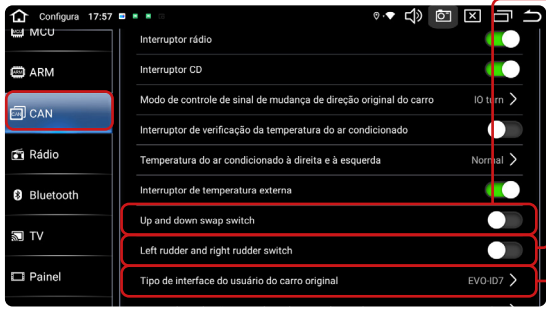 Configura 17:57
MCU
ARM
CAN
Rádio
Bluetooth
TV
Painel
Interruptor rádio
Interruptor CD
Modo de controle de sinal de mudança de direção original do carro IO turn
Interruptor de verificação da temperatura do ar condicionado
Temperatura do ar condicionado à direita e à esquerda Normal
Interruptor de temperatura externa
Up and down swap switch
Left rudder and right rudder switch
Tipo de interface do usuário do carro original EVO-ID7